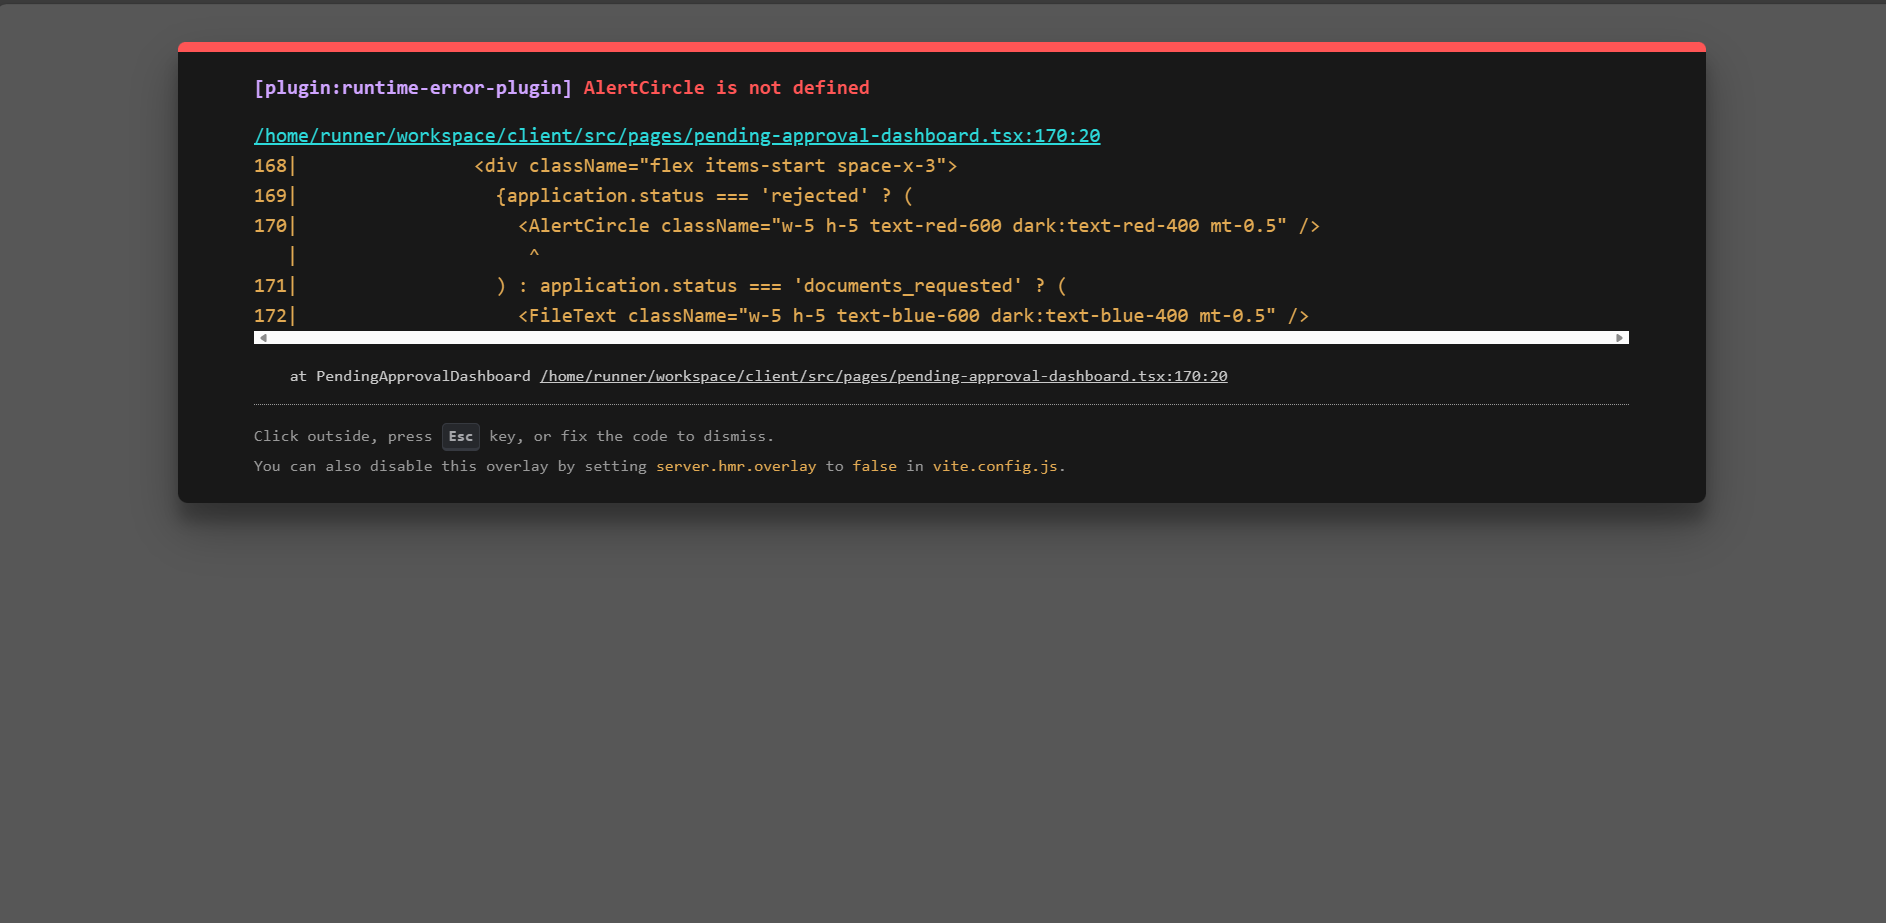 [plugin:runtime-error-plugin] AlertCircle is not defined
/home/runner/workspace/client/src/pages/pending-approval-dashboard.tsx:170:20
168|                <div className="flex items-start space-x-3">
169|                  {application.status === 'rejected' ? (
170|                    <AlertCircle className="w-5 h-5 text-red-600 dark:text-red-400 mt-0.5" />
   |                     ^
171|                  ) : application.status === 'documents_requested' ? (
172|                    <FileText className="w-5 h-5 text-blue-600 dark:text-blue-400 mt-0.5" />
at PendingApprovalDashboard /home/runner/workspace/client/src/pages/pending-approval-dashboard.tsx:170:20
Click outside, press Esc key, or fix the code to dismiss.
You can also disable this overlay by setting server.hmr.overlay to false in vite.config.js.